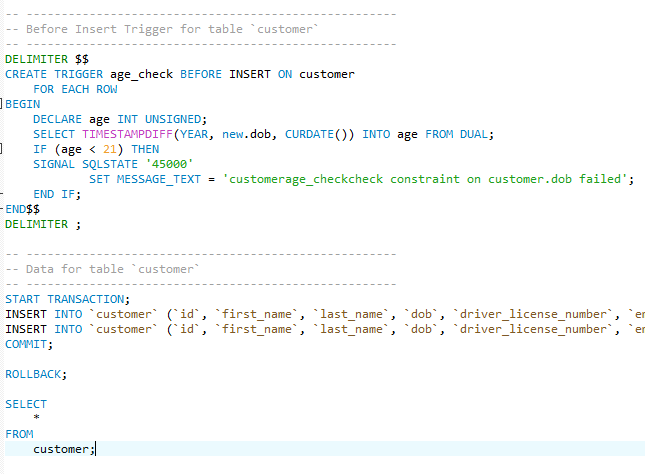 -- -----------------------------------------------------
-- Before Insert Trigger for table `customer`
-- -----------------------------------------------------
DELIMITER $$
CREATE TRIGGER age_check BEFORE INSERT ON customer
    FOR EACH ROW
BEGIN
    DECLARE age INT UNSIGNED;
    SELECT TIMESTAMPDIFF(YEAR, new.dob, CURDATE()) INTO age FROM DUAL;
    IF (age < 21) THEN
    SIGNAL SQLSTATE '45000'
            SET MESSAGE_TEXT = 'customerage_checkcheck constraint on customer.dob failed';
    END IF;
END$$
DELIMITER ;
-- -----------------------------------------------------
-- Data for table `customer`
-- -----------------------------------------------------
START TRANSACTION;
INSERT INTO `customer` (`id`, `first_name`, `last_name`, `dob`, `driver_license_number`, `
INSERT INTO `customer` (`id`, `first_name`, `last_name`, `dob`, `driver_license_number`, `
COMMIT;
ROLLBACK;
SELECT
    *
FROM
    customer;